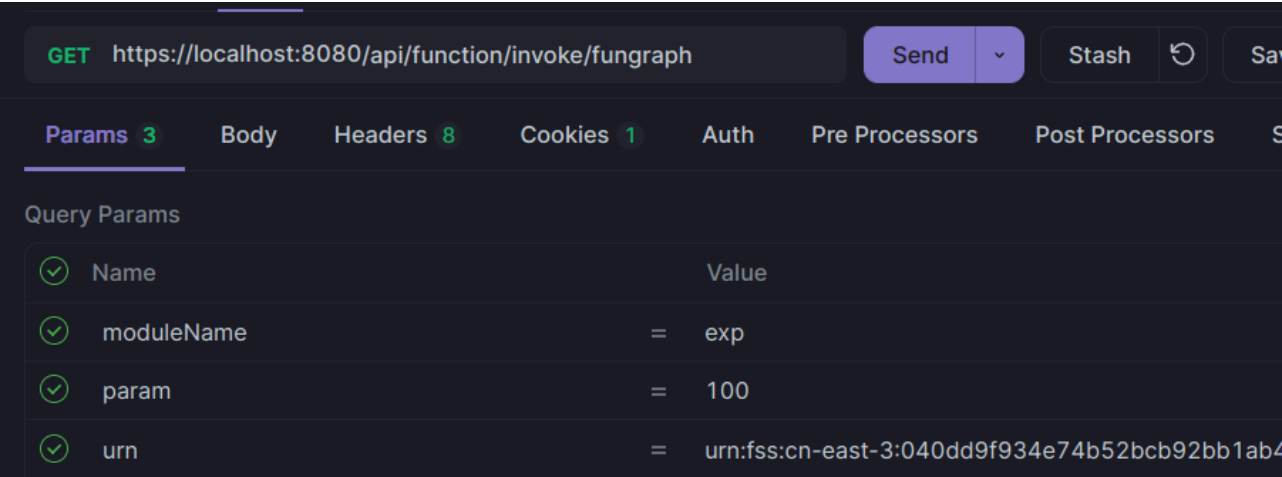 GET https://localhost:8080/api/function/invoke/fungraph Send Stash
Params 3 Body Headers 8 Cookies 1 Auth Pre Processors Post Processors
Query Params
Name Value
moduleName = exp
param = 100
urn = urn:fss:cn-east-3:040dd9f934e74b52bcb92bb1ab4